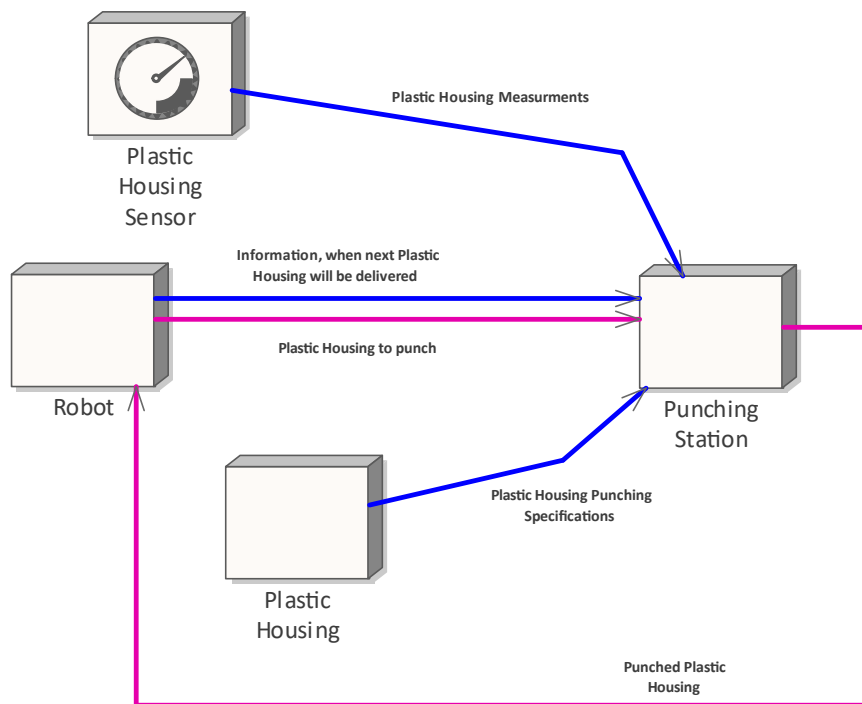 Plastic Housing Measurments
Plastic
Housing
Sensor
Information, when next Plastic
Housing will be delivered
Plastic Housing to punch
Robot
Punching
Station
Plastic Housing Punching
Specifications
Plastic
Housing
Punched Plastic
Housing